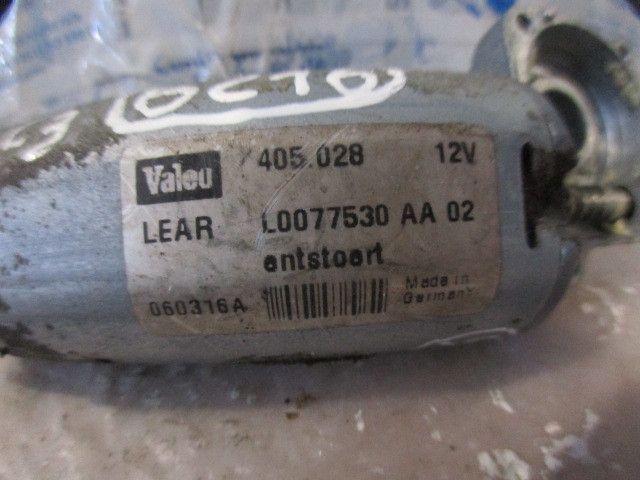 Valeo 405.028 12V
LEAR L0077530 AA 02
entstoert
060316A Made in
Germany